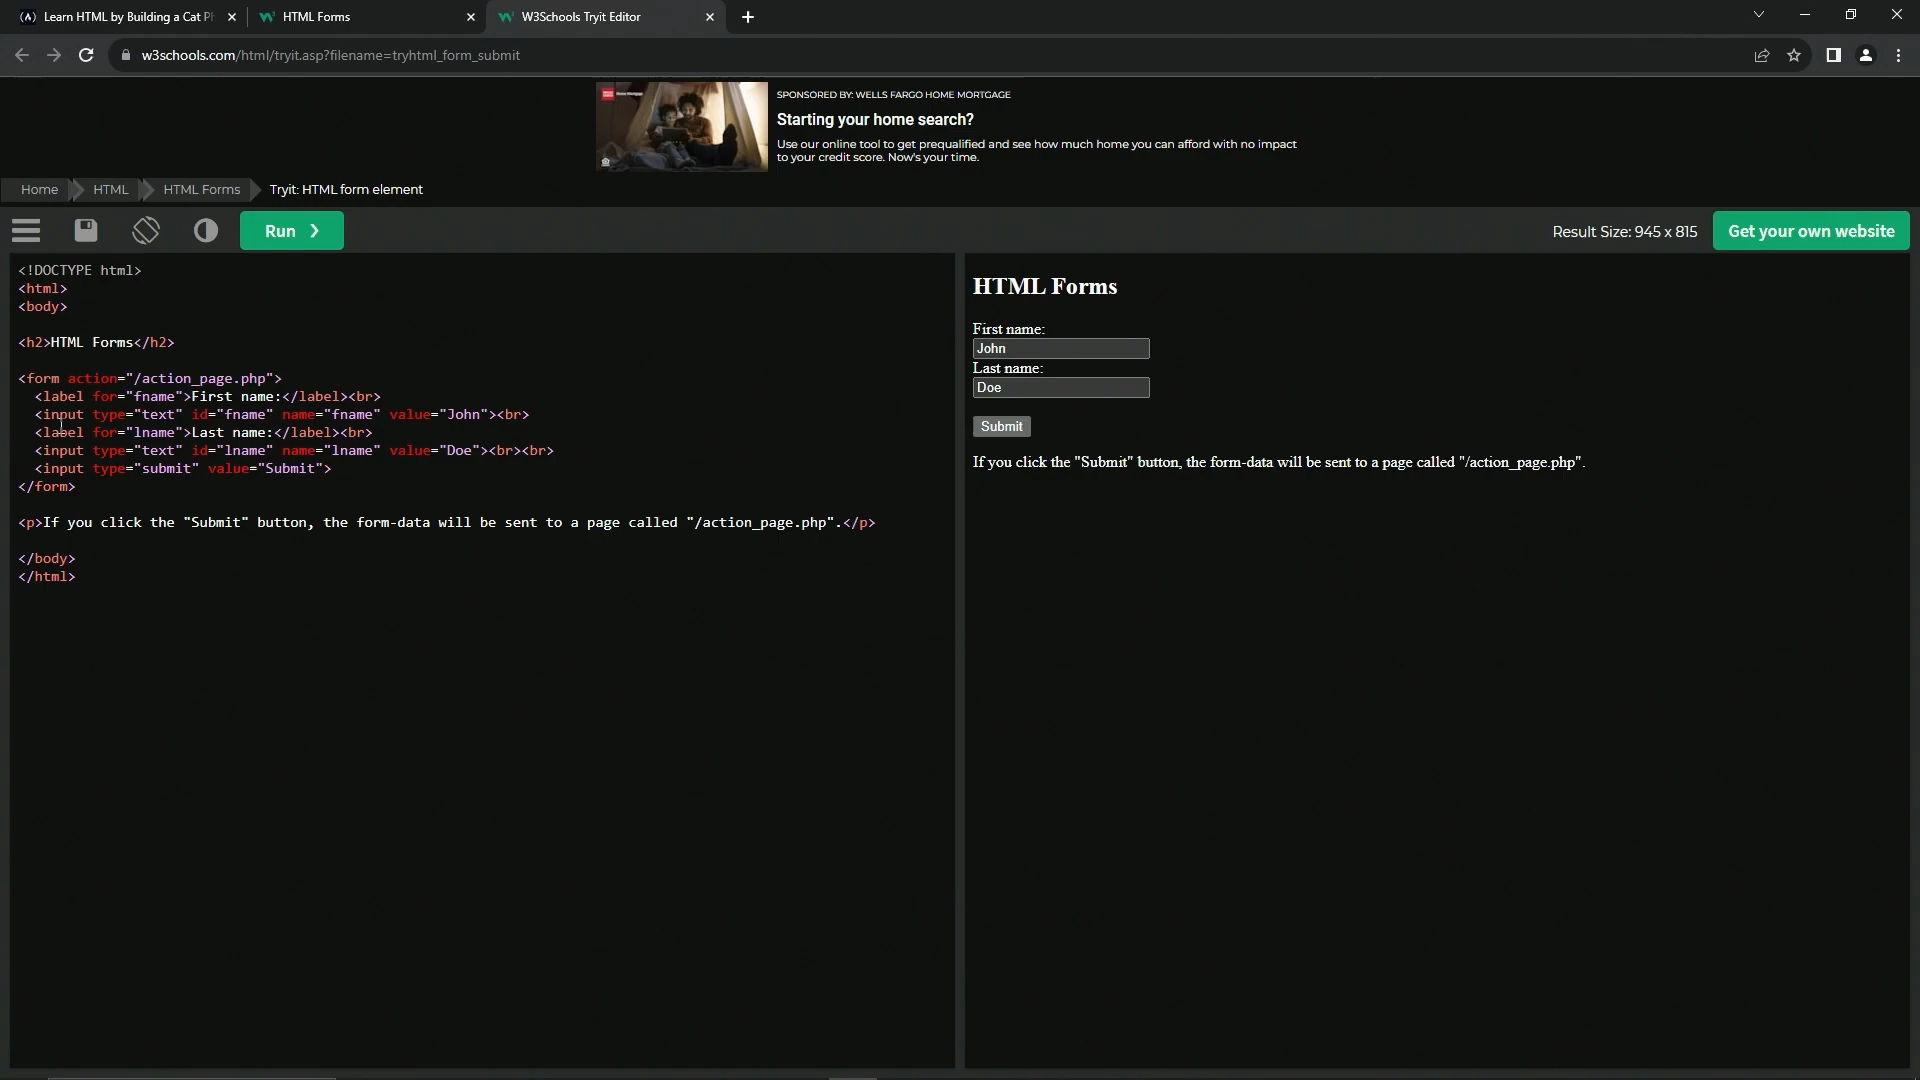 Learn HTML by Building a Cat Ph
HTML Forms
W3Schools Tryit Editor
w3schools.com/html/tryit.asp?filename=tryhtml_form_submit
SPONSORED BY: WELLS FARGO HOME MORTGAGE
Starting your home search?
Use our online tool to get prequalified and see how much home you can afford with no impact
to your credit score. Now's your time.
Home
HTML
HTML Forms
Tryit: HTML form element
Run ❯
Result Size: 945 x 815
Get your own website
<!DOCTYPE html>
<html>
<body>
<h2>HTML Forms</h2>
<form action="/action_page.php">
<label for="fname">First name:</label><br>
<input type="text" id="fname" name="fname" value="John"><br>
<label for="lname">Last name:</label><br>
<input type="text" id="lname" name="lname" value="Doe"><br><br>
<input type="submit" value="Submit">
</form>
<p>If you click the "Submit" button, the form-data will be sent to a page called "/action_page.php".</p>
</body>
</html>
HTML Forms
First name:
John
Last name:
Doe
Submit
If you click the "Submit" button, the form-data will be sent to a page called "/action_page.php".